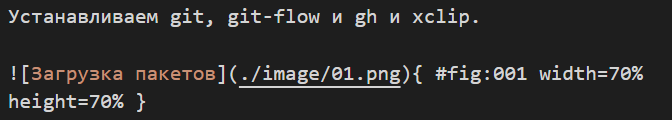 Устанавливаем git, git-flow и gh и xclip.
![Загрузка пакетов](./image/01.png){ #fig:001 width=70%
height=70% }